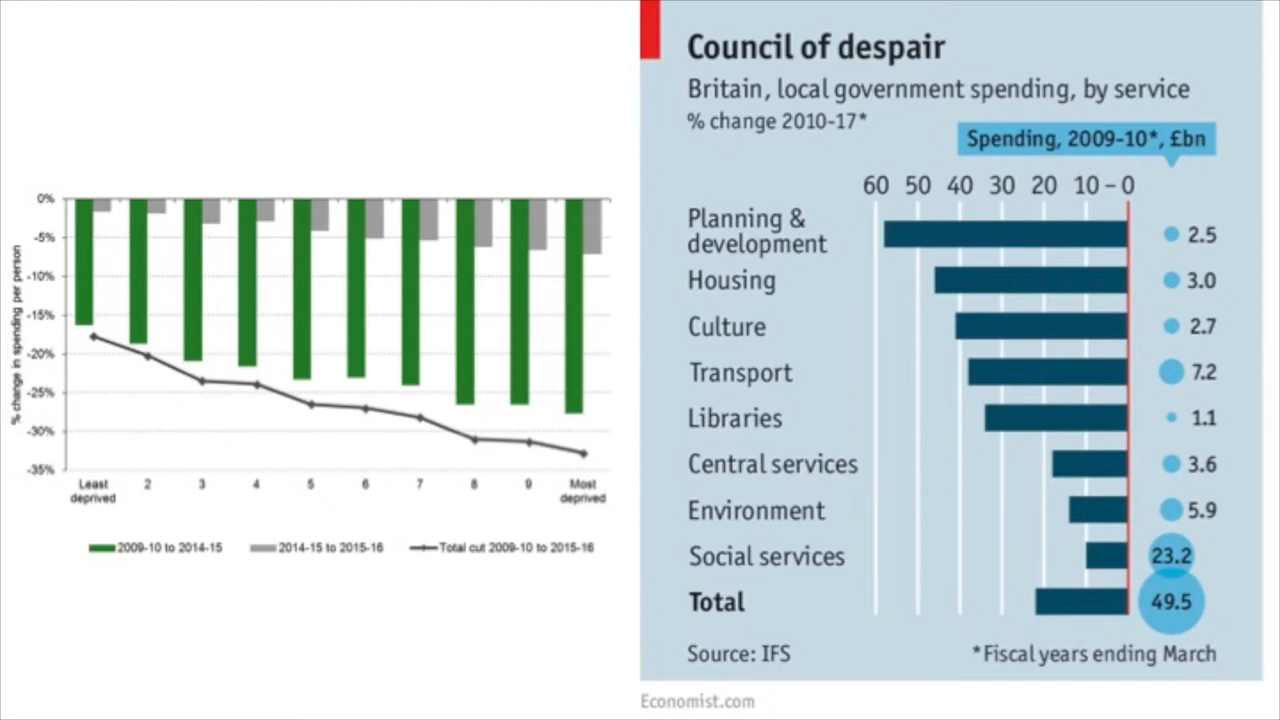 0%
-5%
-10%
-15%
-20%
-25%
-30%
-35%
% change in spending per person
Least deprived 2 3 4 5 6 7 8 9 Most deprived
2009-10 to 2014-15 2014-15 to 2015-16 Total cut 2009-10 to 2015-16
Council of despair
Britain, local government spending, by service
% change 2010-17*
Spending, 2009-10*, £bn
60 50 40 30 20 10 – 0
Planning &
development 2.5
Housing 3.0
Culture 2.7
Transport 7.2
Libraries 1.1
Central services 3.6
Environment 5.9
Social services 23.2
Total 49.5
Source: IFS *Fiscal years ending March
Economist.com